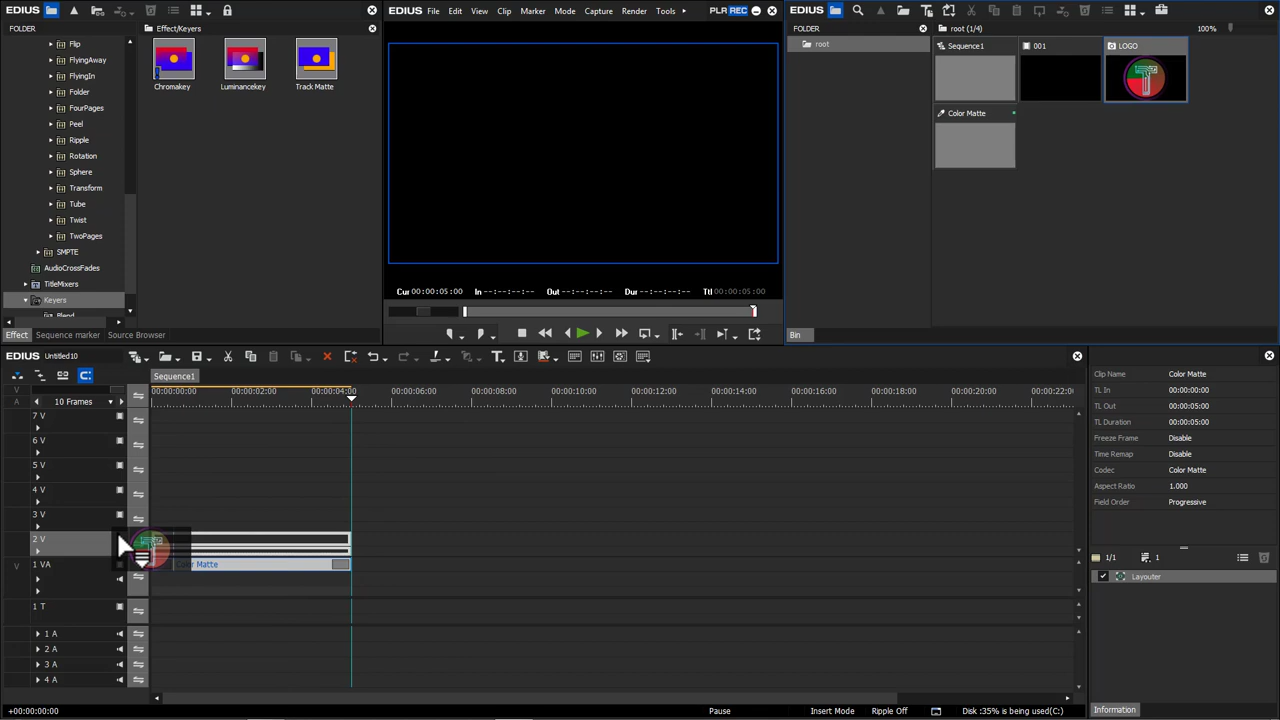 EDIUS
FOLDER
Flip
FlyingAway
FlyingIn
Folder
FourPages
Peel
Ripple
Rotation
Sphere
Transform
Tube
Twist
TwoPages
SMPTE
AudioCrossFades
TitleMixers
Keyers
Blend
Effect/Keyers
Chromakey
Luminancekey
Track Matte
Effect
Sequence marker
Source Browser
EDIUS File Edit View Clip Marker Mode Capture Render Tools PLR REC
Cur 00:00:05:00 In --:--:--:-- Out --:--:--:-- Dur --:--:--:-- Ttl 00:00:05:00
EDIUS
FOLDER
root
root (1/4) 100%
Sequence1
001
LOGO
Color Matte
Bin
EDIUS Untitled10
Sequence1
V
A
10 Frames
00:00:00:00 00:00:02:00 00:00:04:00 00:00:06:00 00:00:08:00 00:00:10:00 00:00:12:00 00:00:14:00 00:00:16:00 00:00:18:00 00:00:20:00 00:00:22:0
7 V
6 V
5 V
4 V
3 V
2 V
V
1 VA
1 T
1 A
2 A
3 A
4 A
Clip Name Color Matte
TL In 00:00:00:00
TL Out 00:00:05:00
TL Duration 00:00:05:00
Freeze Frame Disable
Time Remap Disable
Codec Color Matte
Aspect Ratio 1.000
Field Order Progressive
1/1 1
Layouter
Information
+00:00:00:00 Pause Insert Mode Ripple Off Disk :35% is being used(C:)